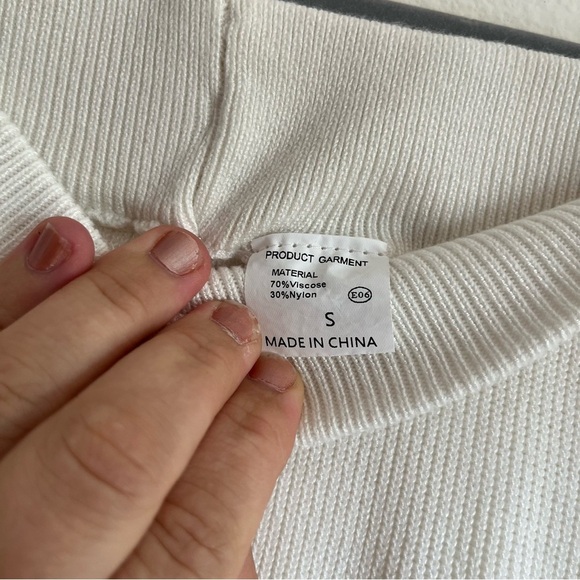 PRODUCT GARMENT
MATERIAL
70%Viscose
30%Nylon
E06
S
MADE IN CHINA